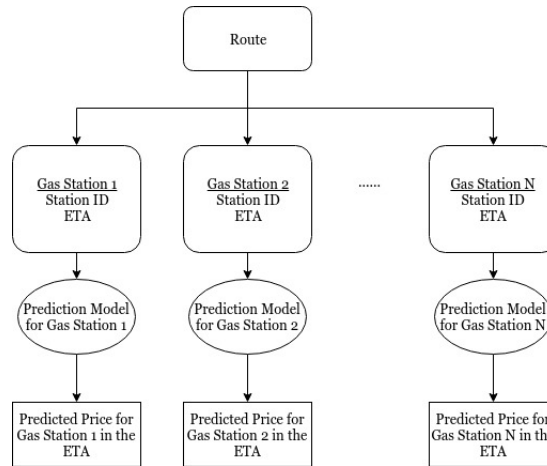 Route
Gas Station 1
Station ID
ETA
Gas Station 2
Station ID
ETA
......
Gas Station N
Station ID
ETA
Prediction Model
for Gas Station 1
Prediction Model
for Gas Station 2
Prediction Model
for Gas Station N
Predicted Price for
Gas Station 1 in the
ETA
Predicted Price for
Gas Station 2 in the
ETA
Predicted Price for
Gas Station N in the
ETA